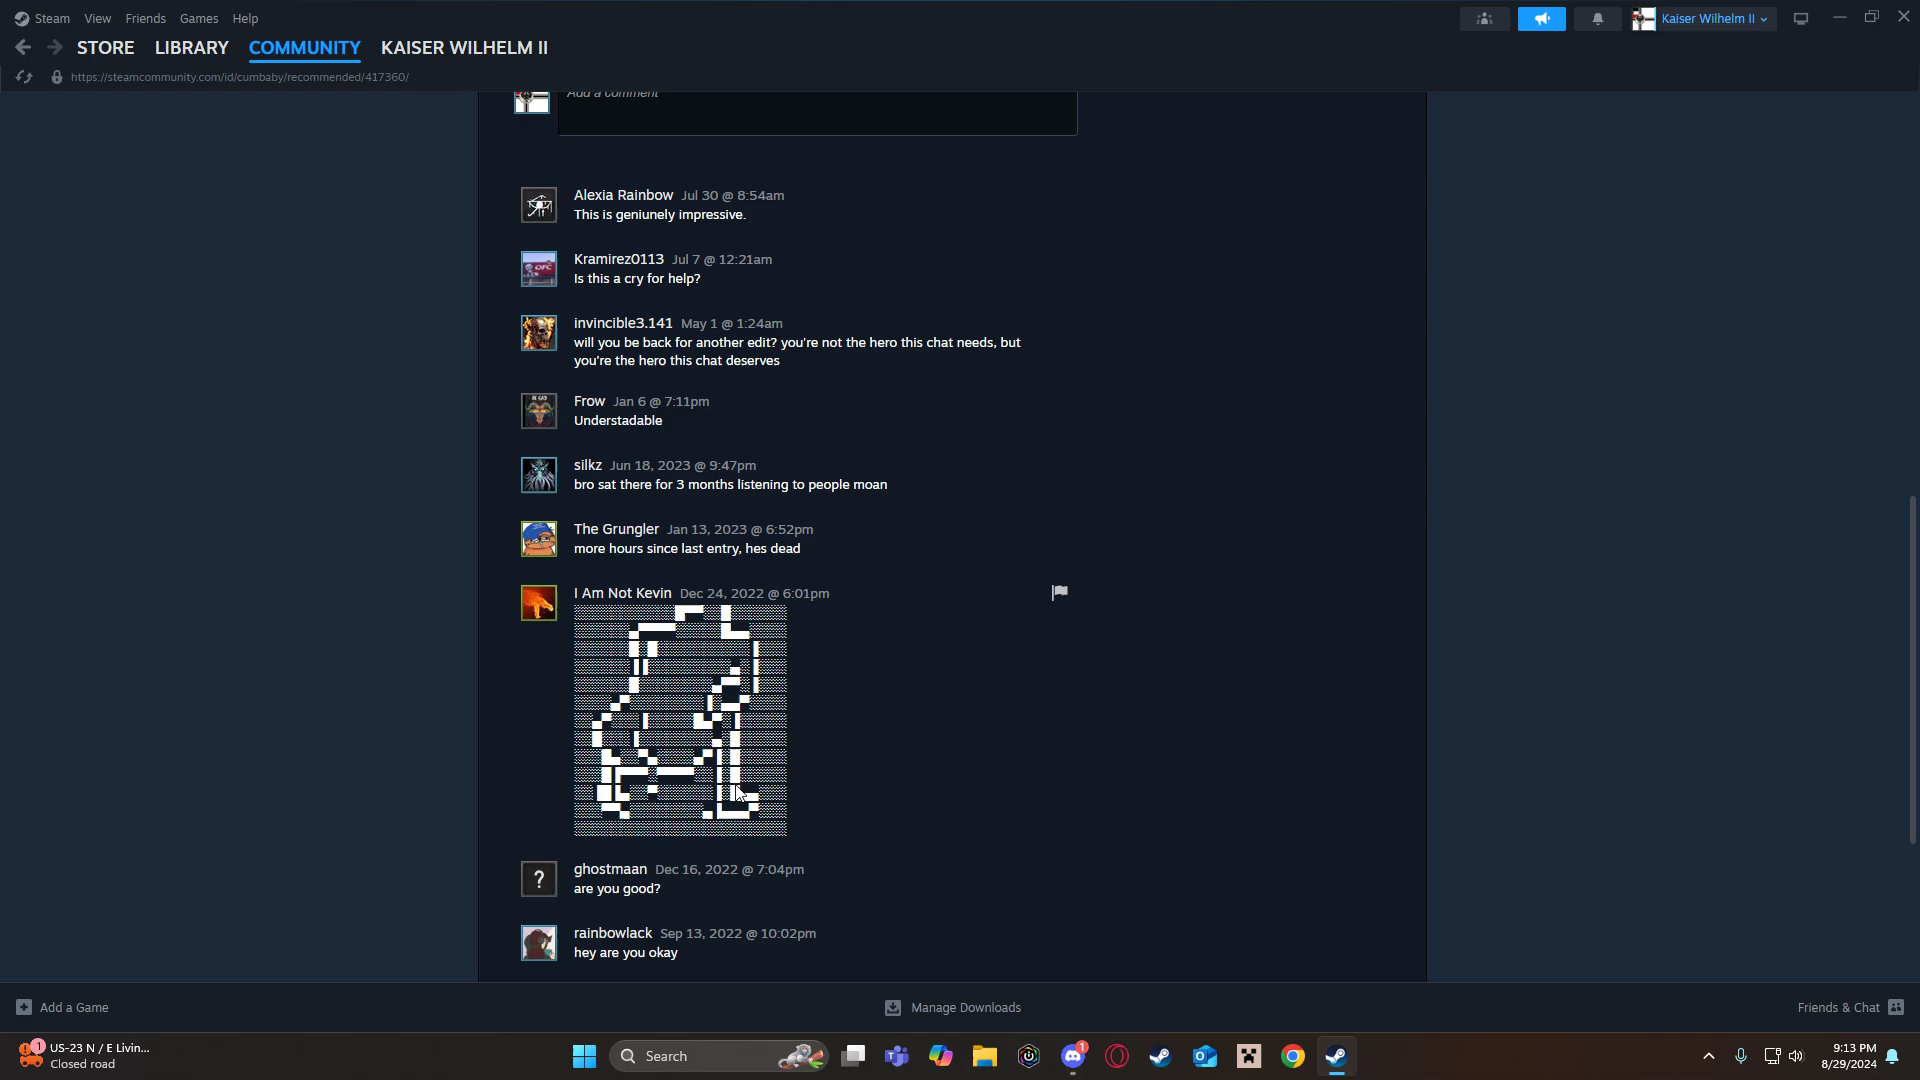 Steam View Friends Games Help
Kaiser Wilhelm II
STORE LIBRARY COMMUNITY KAISER WILHELM II
https://steamcommunity.com/id/cumbaby/recommended/417360/
Add a comment
Alexia Rainbow Jul 30 @ 8:54am
This is geniunely impressive.
Kramirez0113 Jul 7 @ 12:21am
Is this a cry for help?
invincible3.141 May 1 @ 1:24am
will you be back for another edit? you're not the hero this chat needs, but
you're the hero this chat deserves
Frow Jan 6 @ 7:11pm
Understadable
silkz Jun 18, 2023 @ 9:47pm
bro sat there for 3 months listening to people moan
The Grungler Jan 13, 2023 @ 6:52pm
more hours since last entry, hes dead
I Am Not Kevin Dec 24, 2022 @ 6:01pm
ghostmaan Dec 16, 2022 @ 7:04pm
are you good?
rainbowlack Sep 13, 2022 @ 10:02pm
hey are you okay
Add a Game
Manage Downloads
Friends & Chat
1
US-23 N / E Livin...
Closed road
Search
1
9:13 PM
8/29/2024